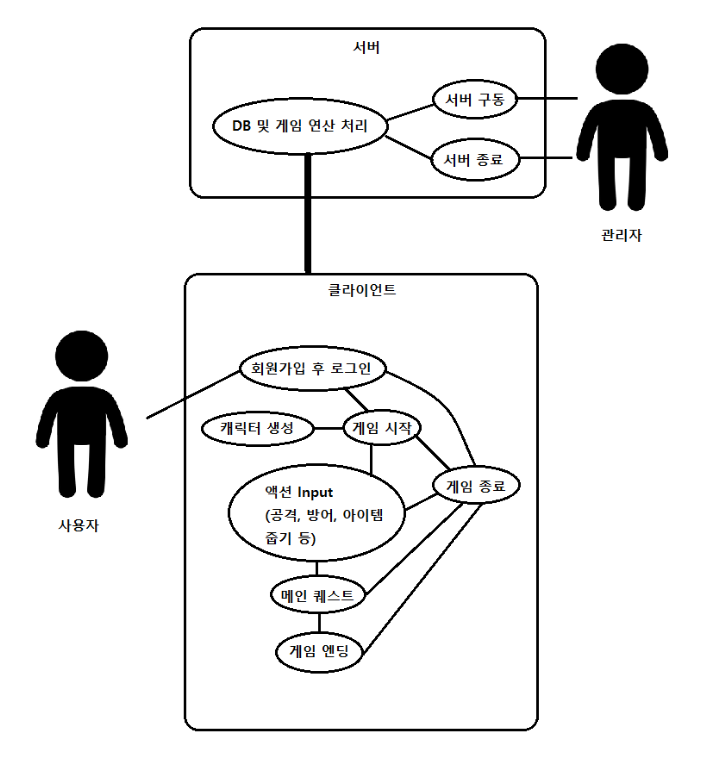 서버
서버 구동
DB 및 게임 연산 처리
서버 종료
관리자
클라이언트
회원가입 후 로그인
캐릭터 생성
게임 시작
게임 종료
액션 Input
(공격, 방어, 아이템
줍기 등)
사용자
메인 퀘스트
게임 엔딩